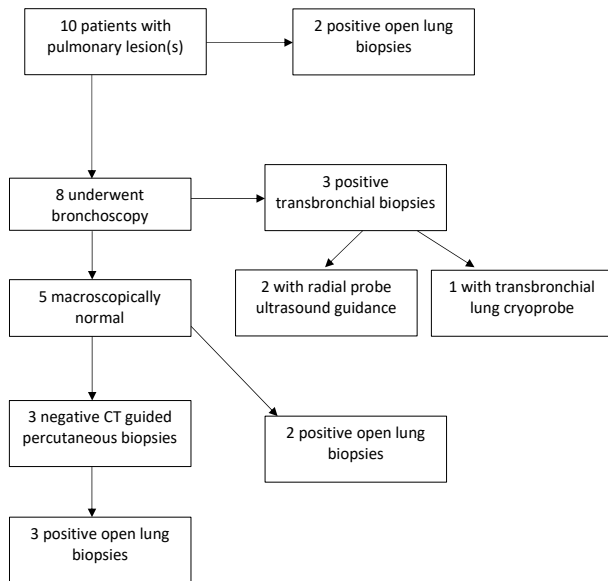 10 patients with
pulmonary lesion(s)
2 positive open lung
biopsies
8 underwent
bronchoscopy
3 positive
transbronchial biopsies
2 with radial probe
ultrasound guidance
1 with transbronchial
lung cryoprobe
5 macroscopically
normal
3 negative CT guided
percutaneous biopsies
2 positive open lung
biopsies
3 positive open lung
biopsies